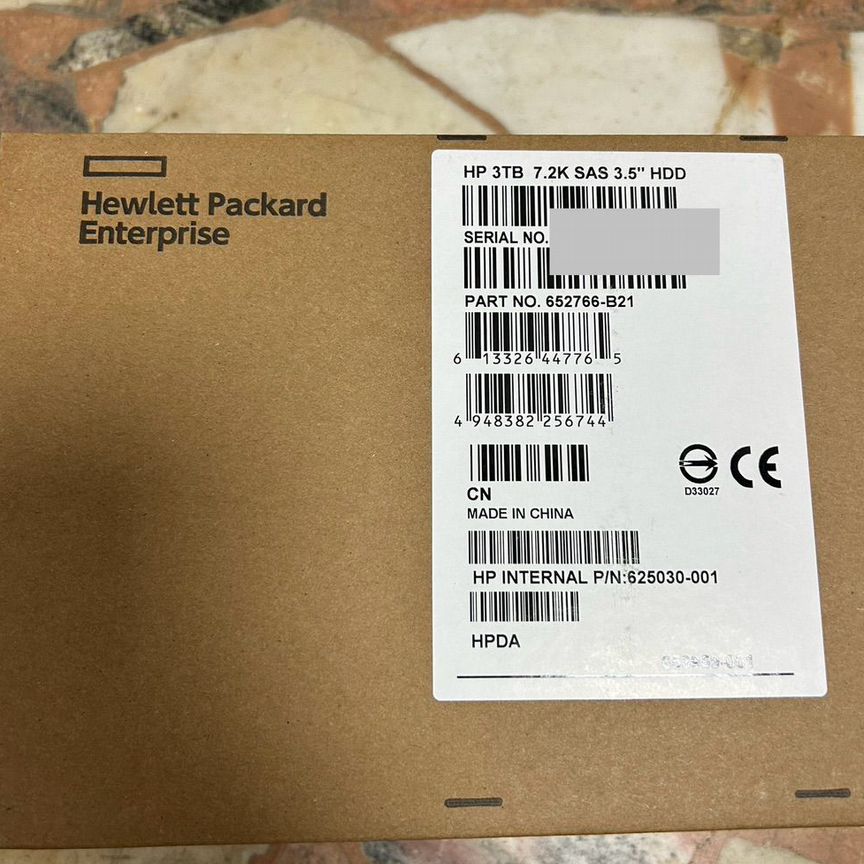 Hewlett Packard
Enterprise
HP 3TB 7.2K SAS 3.5" HDD
SERIAL NO.
PART NO. 652766-B21
6 13326 44776 5
4 948382 256744
D33027
CE
CN
MADE IN CHINA
HP INTERNAL P/N:625030-001
HPDA